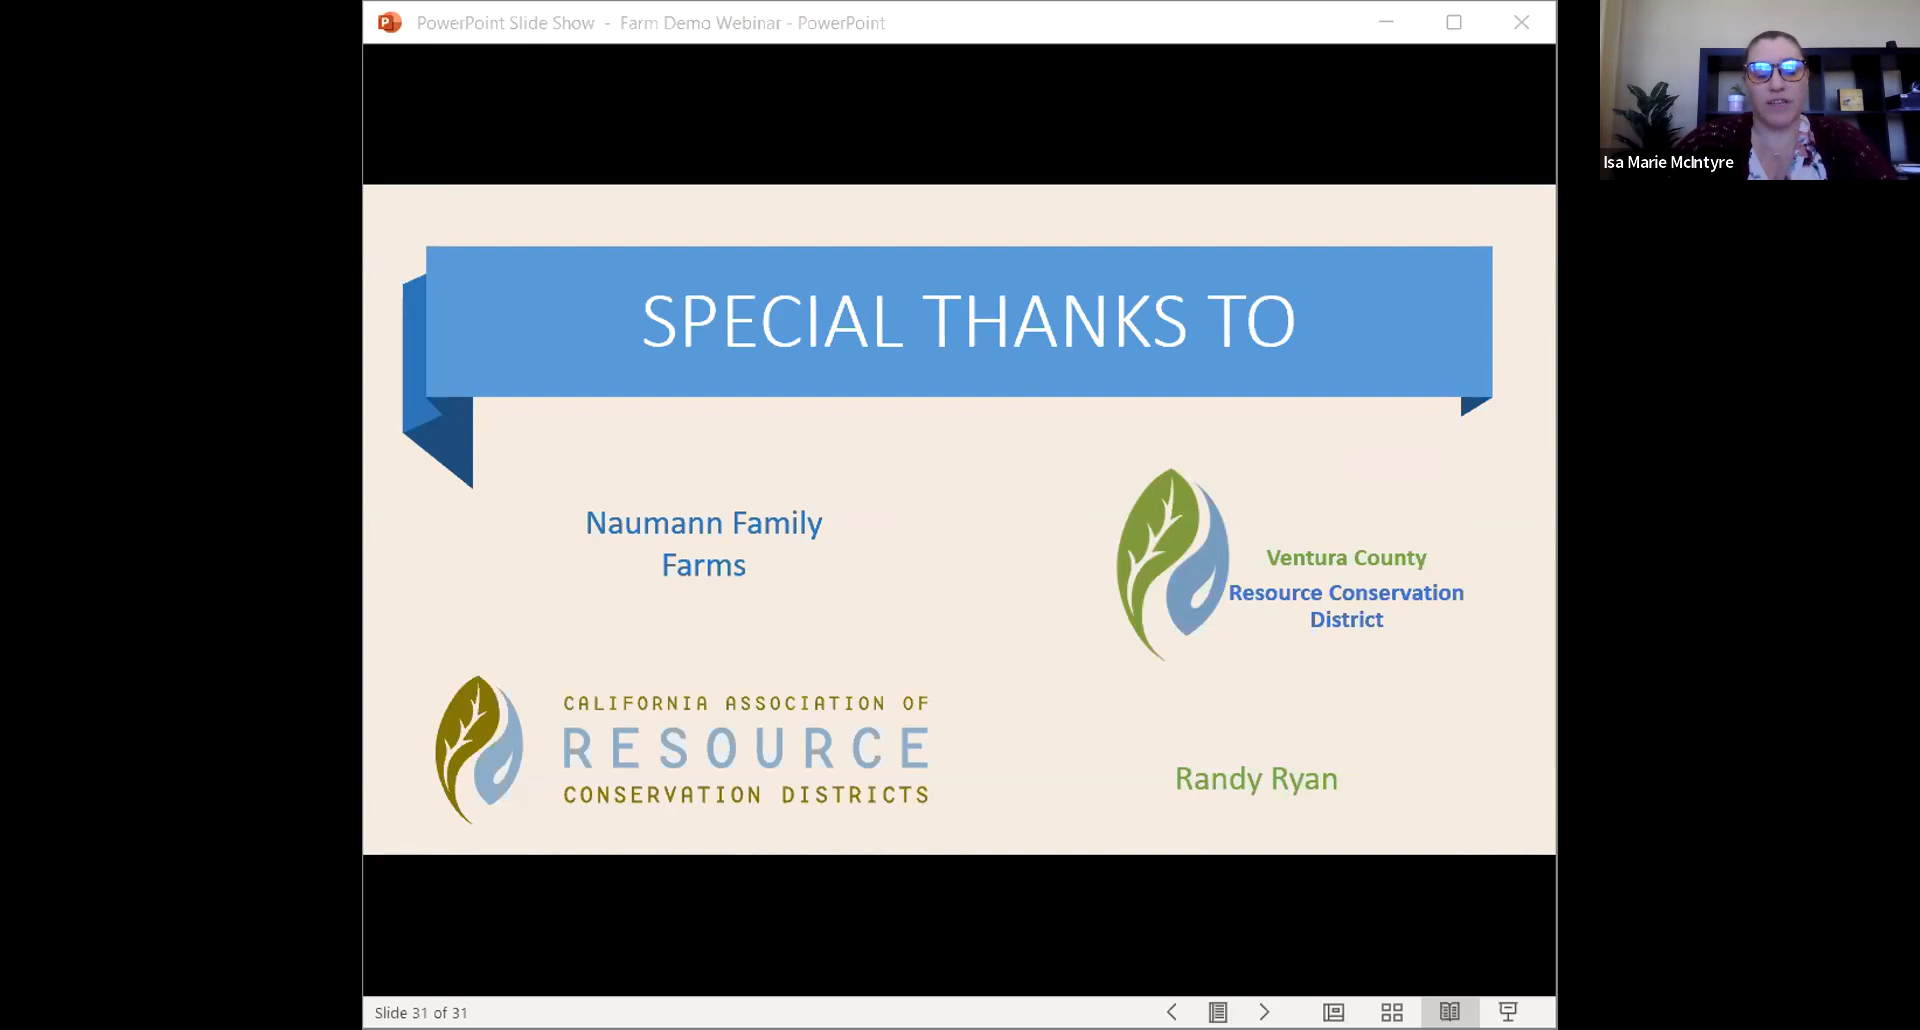 PowerPoint Slide Show - Farm Demo Webinar - PowerPoint
Isa Marie McIntyre
SPECIAL THANKS TO
Naumann Family
Farms
Ventura County
Resource Conservation
District
CALIFORNIA ASSOCIATION OF
RESOURCE
CONSERVATION DISTRICTS
Randy Ryan
Slide 31 of 31